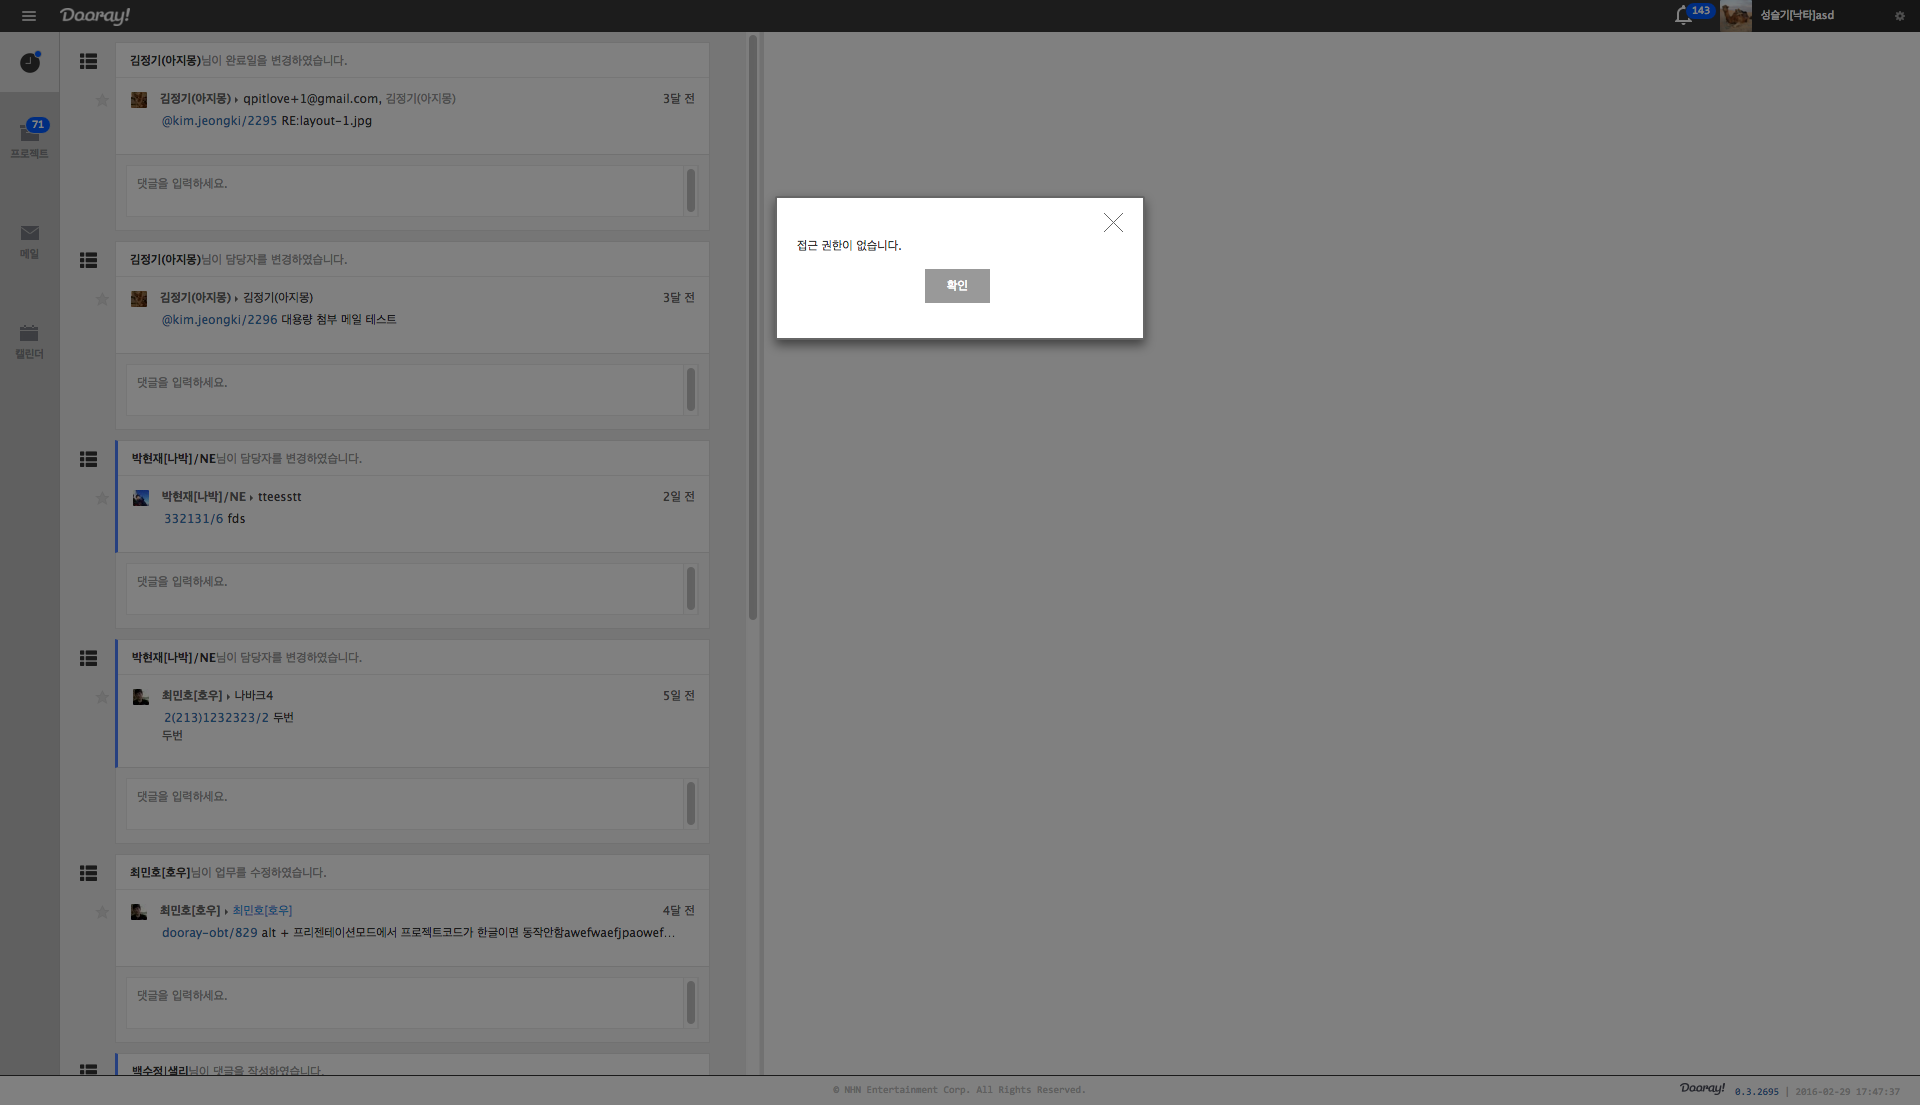 Dooray!
143
성슬기[낙타]asd
71
프로젝트
메일
캘린더
김정기(아지몽)님이 완료일을 변경하였습니다.
김정기(아지몽) qpitlove+1@gmail.com, 김정기(아지몽) 3달 전
@kim.jeongki/2295 RE:layout-1.jpg
댓글을 입력하세요.
김정기(아지몽)님이 담당자를 변경하였습니다.
김정기(아지몽) 김정기(아지몽) 3달 전
@kim.jeongki/2296 대용량 첨부 메일 테스트
댓글을 입력하세요.
박현재[나박]/NE님이 담당자를 변경하였습니다.
박현재[나박]/NE tteesstt 2일 전
332131/6 fds
댓글을 입력하세요.
박현재[나박]/NE님이 담당자를 변경하였습니다.
최민호[호우] 나바크4 5일 전
2(213)1232323/2 두번
두번
댓글을 입력하세요.
최민호[호우]님이 업무를 수정하였습니다.
최민호[호우] 최민호[호우] 4달 전
dooray-obt/829 alt + 프리젠테이션모드에서 프로젝트코드가 한글이면 동작안함awefwaefjpaowef...
댓글을 입력하세요.
백수정|샐리님이 댓글을 작성하였습니다.
접근 권한이 없습니다.
확인
© NHN Entertainment Corp. All Rights Reserved.
Dooray! 0.3.2695 | 2016-02-29 17:47:37